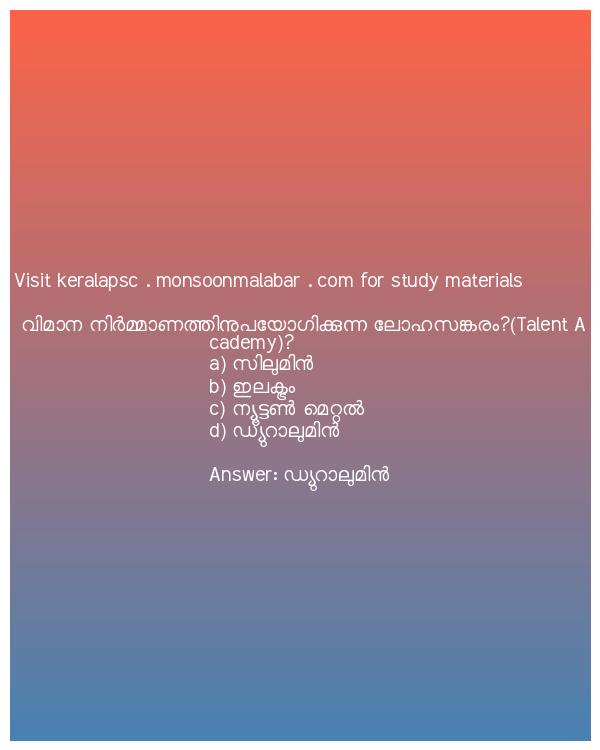 Visit keralapsc . monsoonmalabar . com for study materials
വിമാന നിർമ്മാണത്തിനുപയോഗിക്കുന്ന ലോഹസങ്കരം?(Talent A
cademy)?
a) സിലുമിൻ
b) ഇലക്ട്രം
c) ന്യൂട്ടൺ മെറ്റൽ
d) ഡ്യുറാലുമിൻ
Answer: ഡ്യുറാലുമിൻ